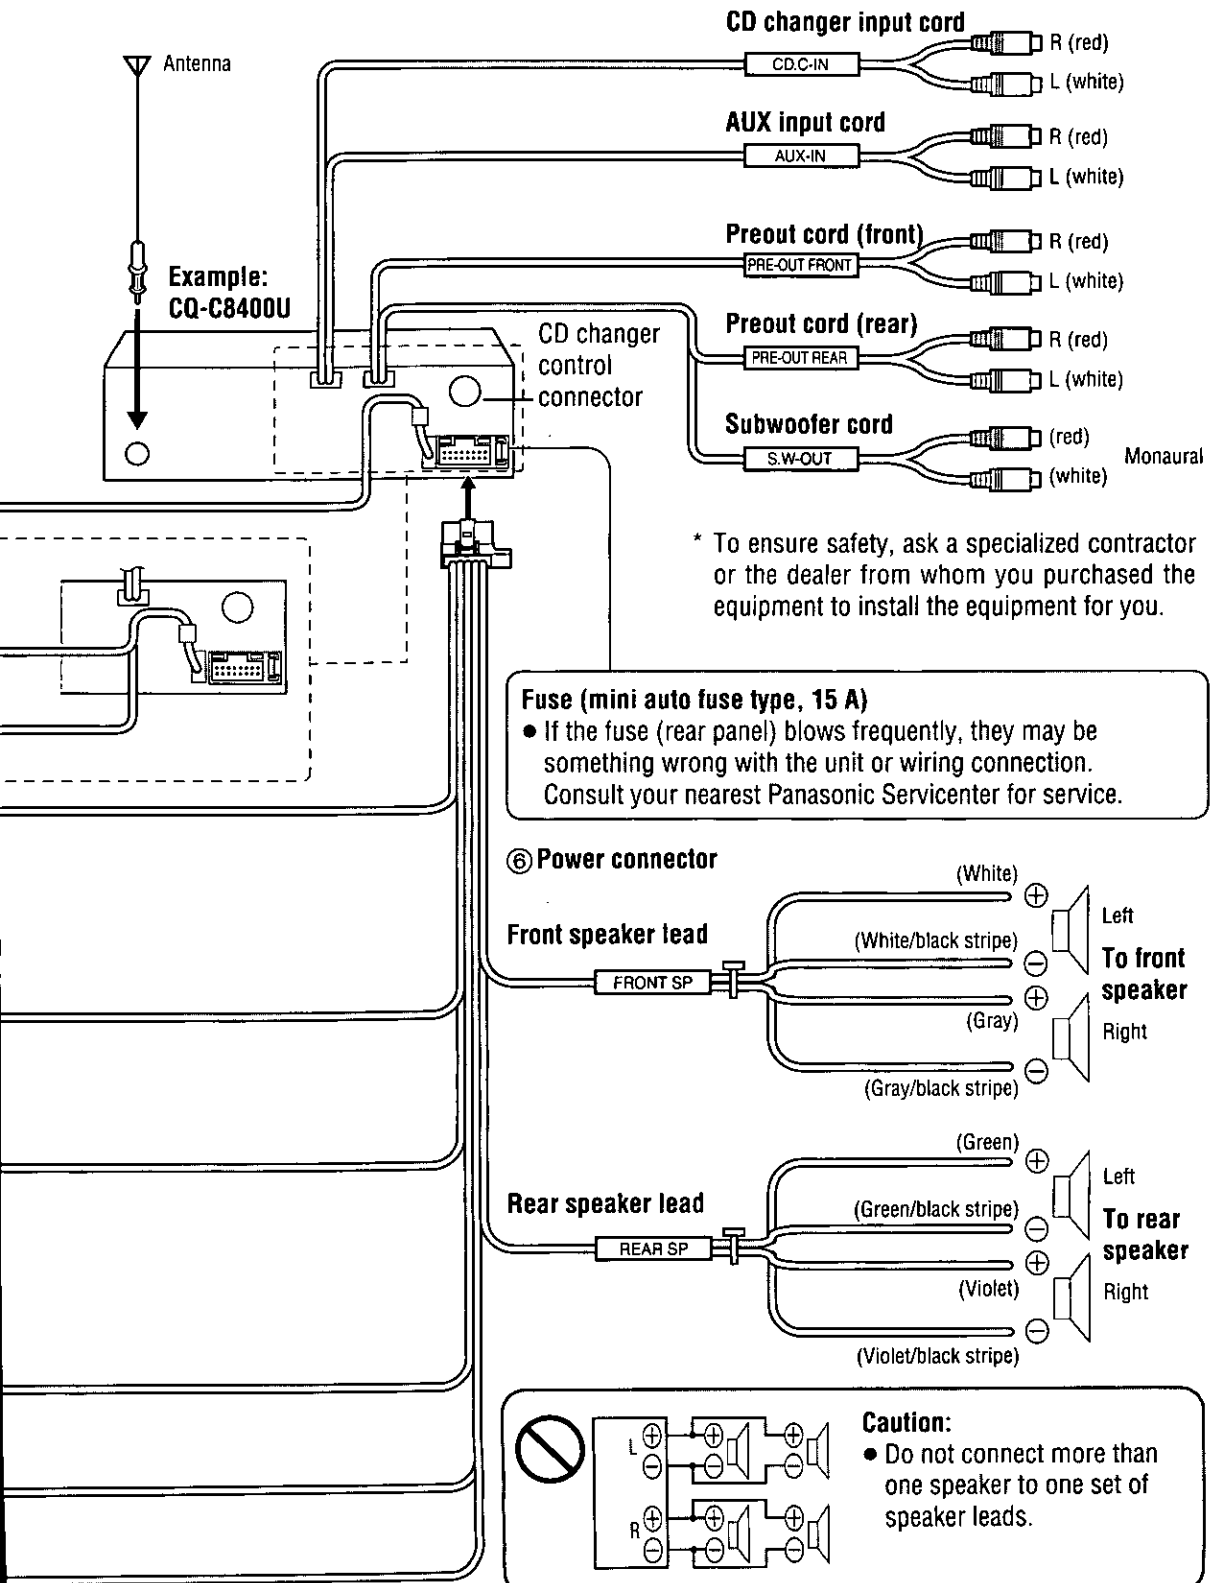 CD changer input cord
CD.C-IN
R (red)
L (white)
Antenna
AUX input cord
AUX-IN
R (red)
L (white)
Preout cord (front)
PRE-OUT FRONT
R (red)
L (white)
Example:
CQ-C8400U
Preout cord (rear)
PRE-OUT REAR
R (red)
L (white)
CD changer
control
connector
Subwoofer cord
S.W-OUT
(red)
(white)
Monaural
* To ensure safety, ask a specialized contractor
or the dealer from whom you purchased the
equipment to install the equipment for you.
Fuse (mini auto fuse type, 15 A)
● If the fuse (rear panel) blows frequently, they may be
something wrong with the unit or wiring connection.
Consult your nearest Panasonic Servicenter for service.
⑥ Power connector
Front speaker lead
FRONT SP
(White)
⊕
Left
(White/black stripe)
⊖
To front
speaker
⊕
(Gray)
Right
⊖
(Gray/black stripe)
Rear speaker lead
REAR SP
(Green)
⊕
Left
(Green/black stripe)
⊖
To rear
speaker
⊕
(Violet)
Right
⊖
(Violet/black stripe)
L ⊕ ⊕ ⊕
⊖ ⊖ ⊖
R ⊕ ⊕ ⊖
⊖ ⊖ ⊖
Caution:
● Do not connect more than
one speaker to one set of
speaker leads.